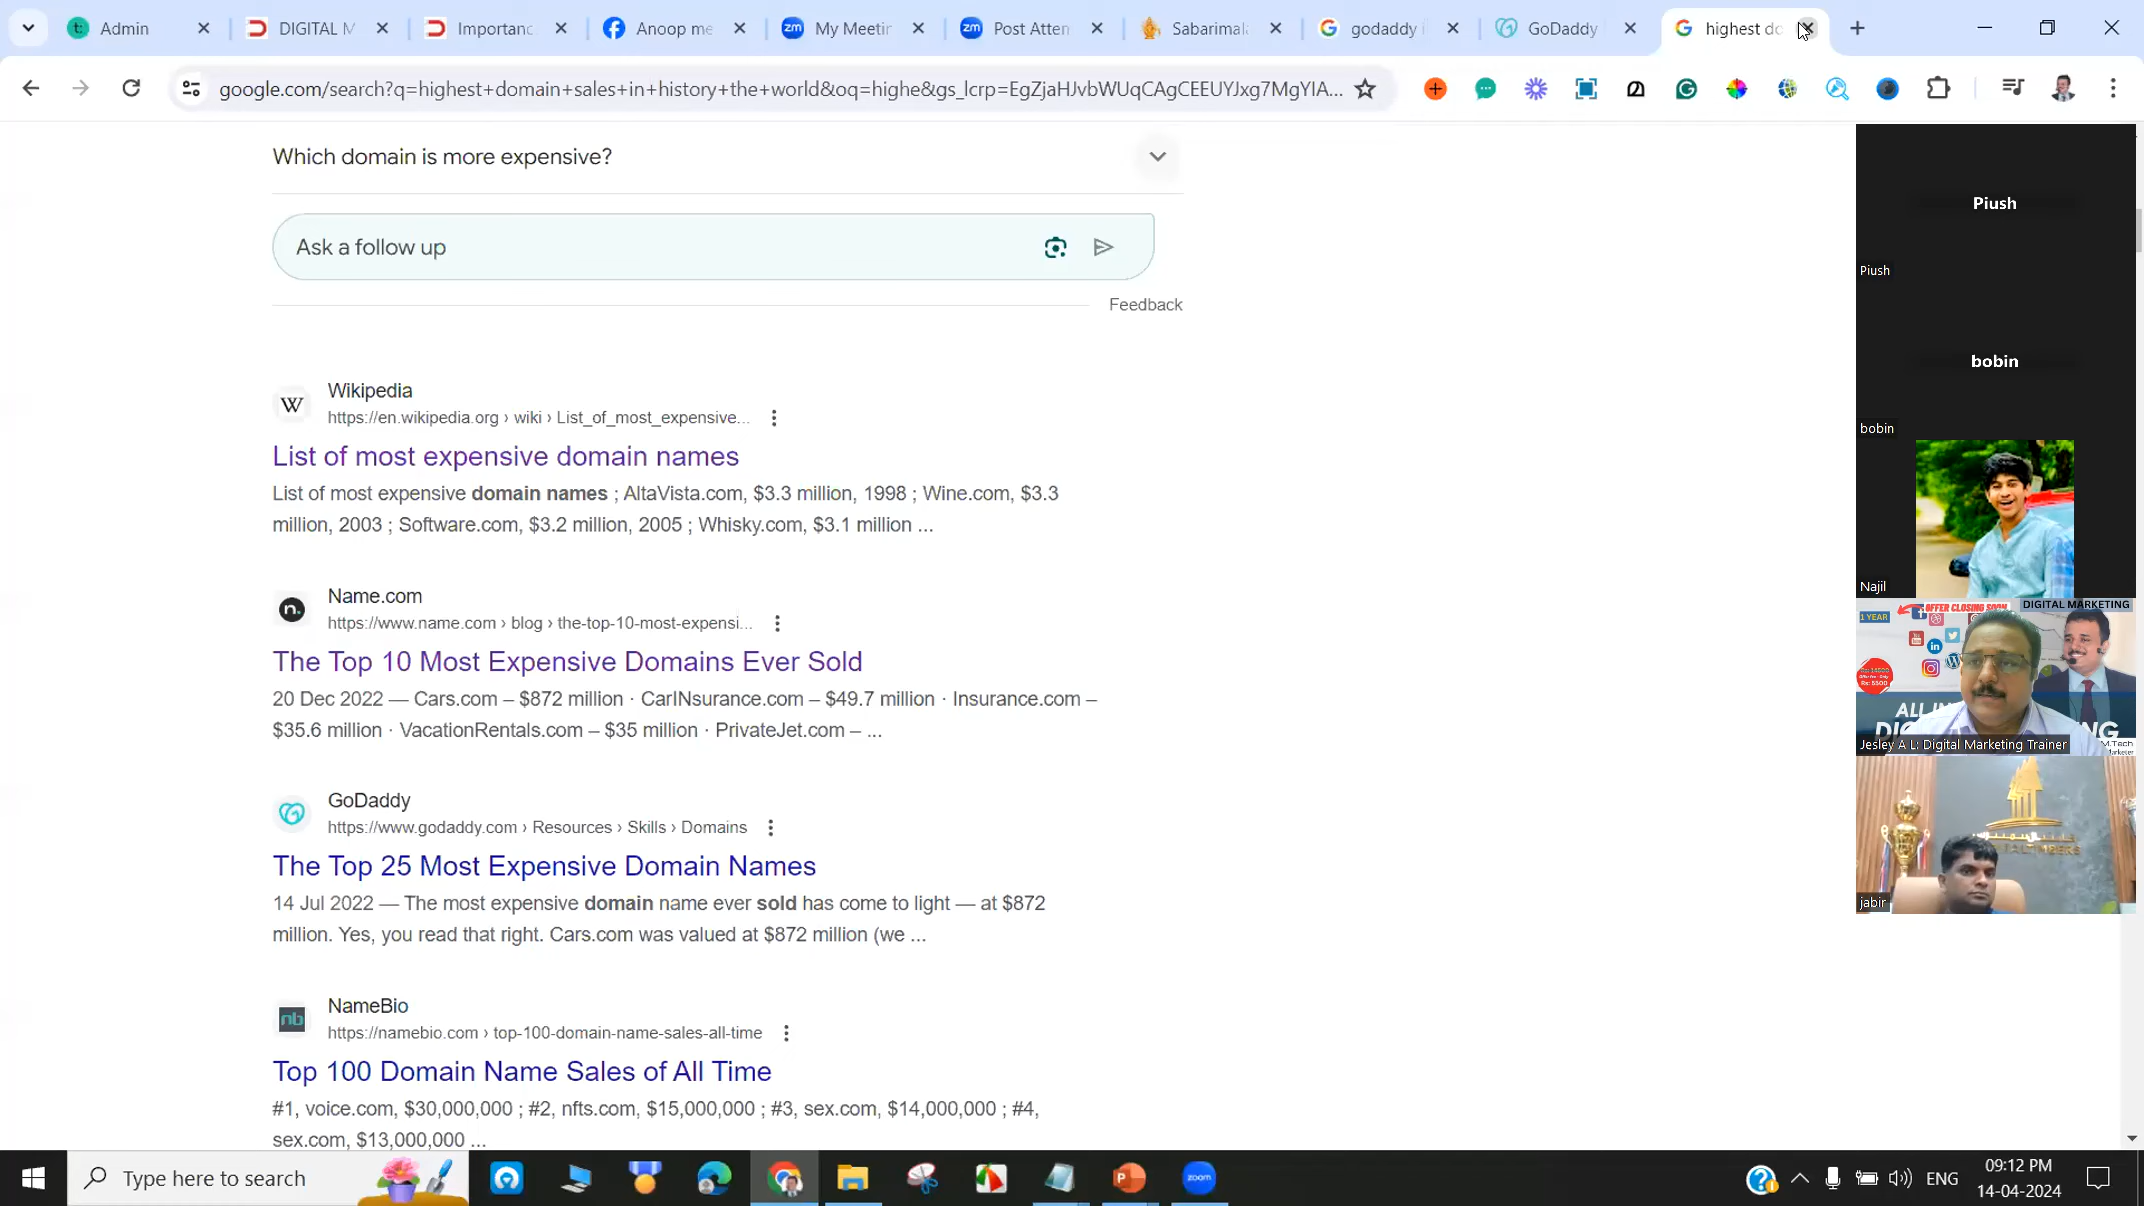 Admin
DIGITAL M
Importanc
Anoop me
My Meetin
Post Atten
Sabarimala
godaddy i
GoDaddy
highest do
google.com/search?q=highest+domain+sales+in+history+the+world&oq=highe&gs_lcrp=EgZjaHJvbWUqCAgCEEUYJxg7MgYIA...
Which domain is more expensive?
Ask a follow up
Feedback
Wikipedia
https://en.wikipedia.org › wiki › List_of_most_expensive...
List of most expensive domain names
List of most expensive domain names ; AltaVista.com, $3.3 million, 1998 ; Wine.com, $3.3
million, 2003 ; Software.com, $3.2 million, 2005 ; Whisky.com, $3.1 million ...
Name.com
https://www.name.com › blog › the-top-10-most-expensi...
The Top 10 Most Expensive Domains Ever Sold
20 Dec 2022 — Cars.com – $872 million · CarINsurance.com – $49.7 million · Insurance.com –
$35.6 million · VacationRentals.com – $35 million · PrivateJet.com – ...
GoDaddy
https://www.godaddy.com › Resources › Skills › Domains
The Top 25 Most Expensive Domain Names
14 Jul 2022 — The most expensive domain name ever sold has come to light — at $872
million. Yes, you read that right. Cars.com was valued at $872 million (we ...
NameBio
https://namebio.com › top-100-domain-name-sales-all-time
Top 100 Domain Name Sales of All Time
#1, voice.com, $30,000,000 ; #2, nfts.com, $15,000,000 ; #3, sex.com, $14,000,000 ; #4,
sex.com, $13,000,000 ...
Piush
Piush
bobin
bobin
Najil
1 YEAR
OFFER CLOSING SOON
DIGITAL MARKETING
ALL IN
Jesley A L: Digital Marketing Trainer
M.Tech
jabir
Type here to search
zoom
ENG
09:12 PM
14-04-2024